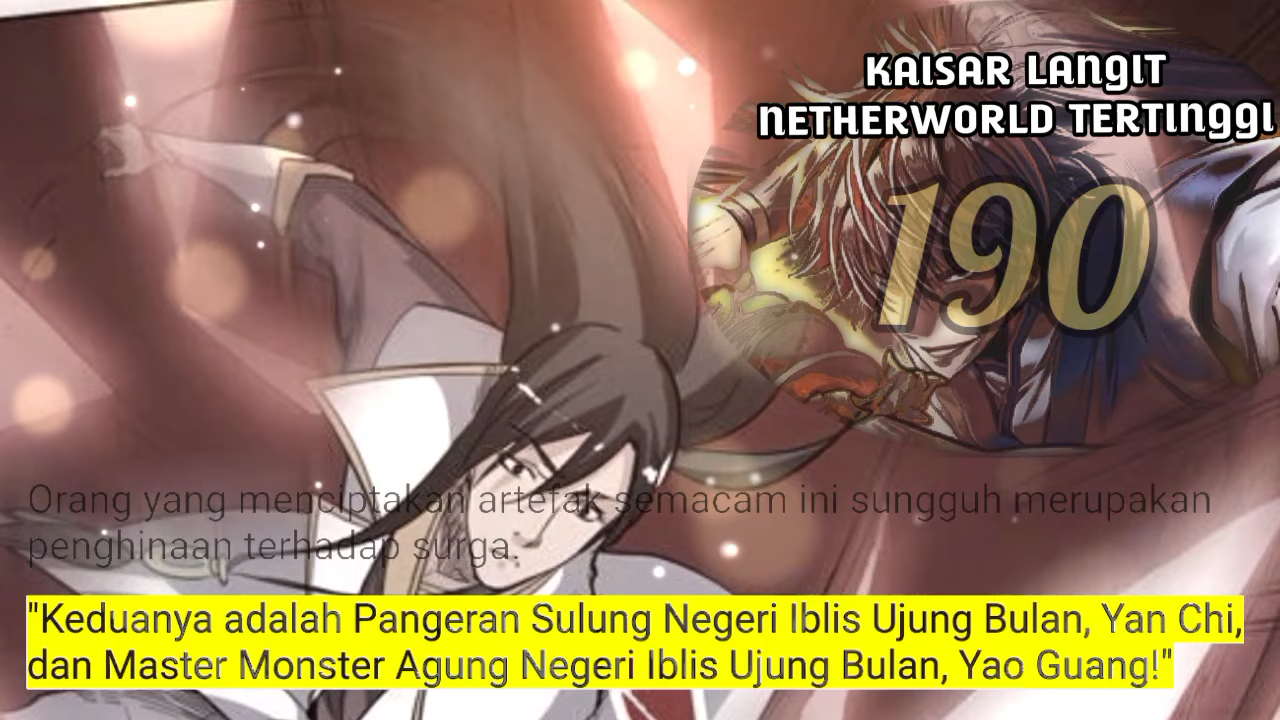 KAISAR LANGIT
NETHERWORLD TERTINGGI
190
Orang yang menciptakan artefak semacam ini sungguh merupakan
penghinaan terhadap surga.
"Keduanya adalah Pangeran Sulung Negeri Iblis Ujung Bulan, Yan Chi,
dan Master Monster Agung Negeri Iblis Ujung Bulan, Yao Guang!"